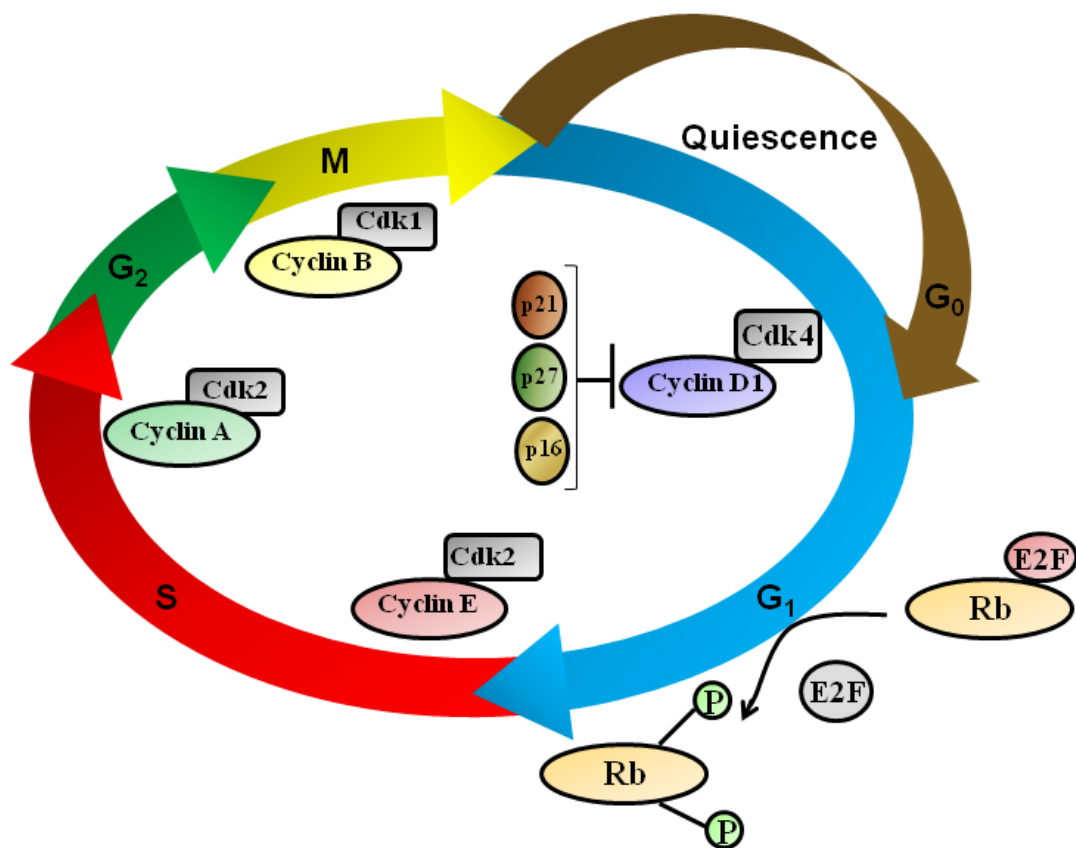 Quiescence
M
Cdk1
Cyclin B
G₂
G₀
p21
Cdk4
p27
Cyclin D1
Cdk2
Cyclin A
p16
Cdk2
E2F
Cyclin E
S
G₁
Rb
E2F
P
Rb
P